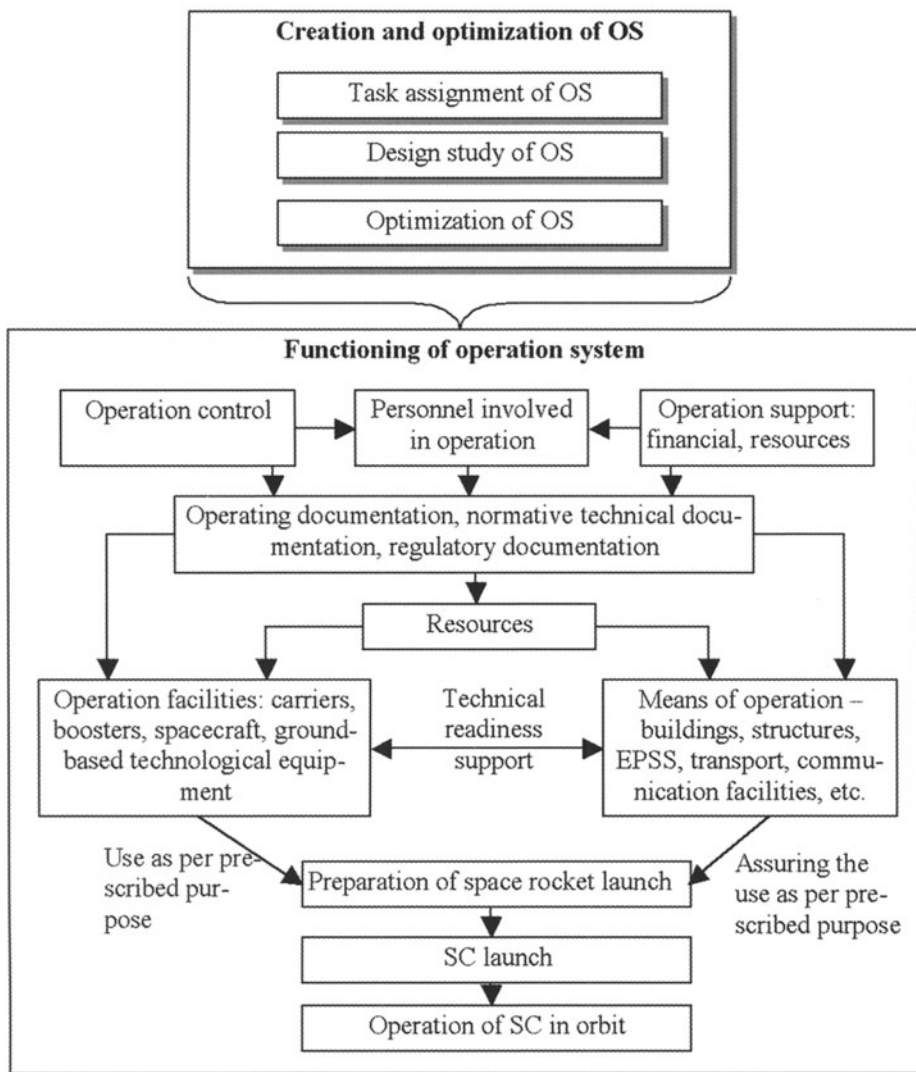 Creation and optimization of OS
Task assignment of OS
Design study of OS
Optimization of OS
Functioning of operation system
Operation control
Personnel involved
in operation
Operation support:
financial, resources
Operating documentation, normative technical docu-
mentation, regulatory documentation
Resources
Operation facilities: carriers,
boosters, spacecraft, ground-
based technological equip-
ment
Technical
readiness
support
Means of operation –
buildings, structures,
EPSS, transport, commu-
nication facilities, etc.
Use as per pre-
scribed pur-
pose
Preparation of space rocket launch
Assuring the
use as per pre-
scribed purpose
SC launch
Operation of SC in orbit